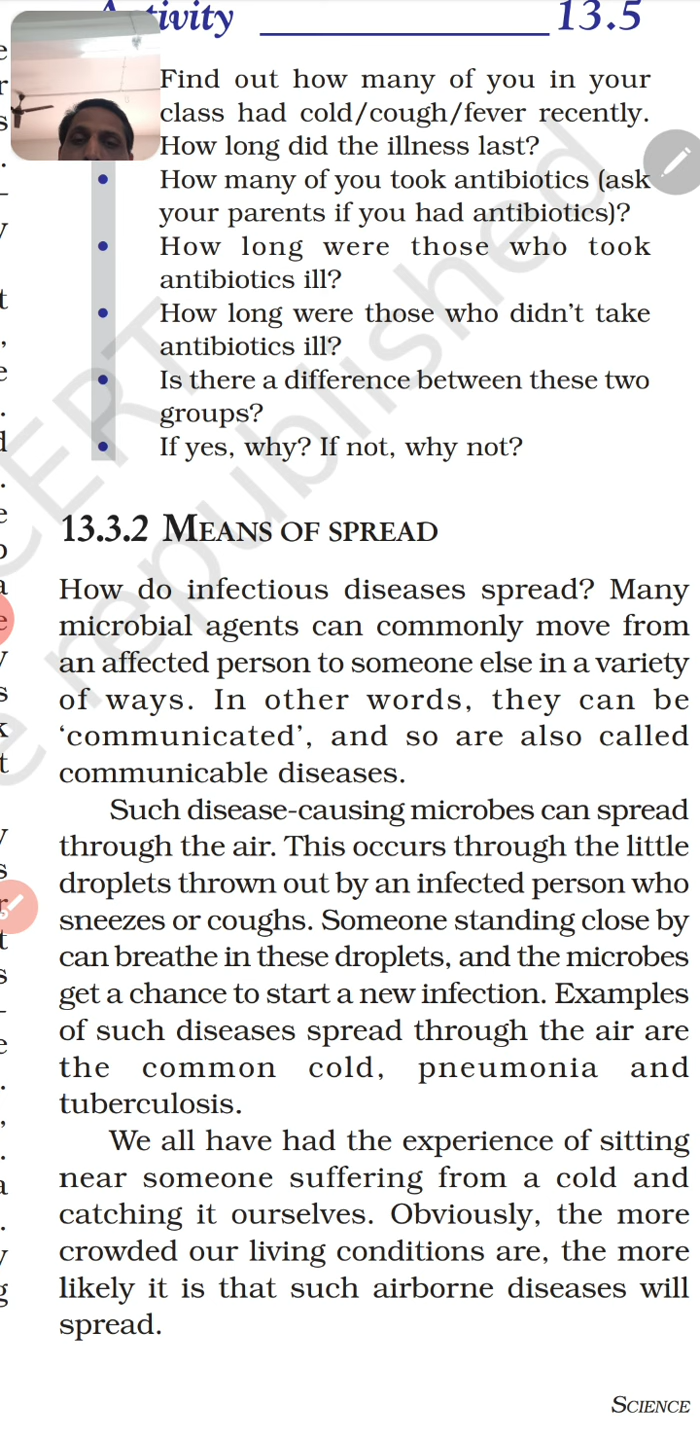 tivity 13.5
Find out how many of you in your
class had cold/cough/fever recently.
How long did the illness last?
• How many of you took antibiotics (ask
your parents if you had antibiotics)?
• How long were those who took
antibiotics ill?
• How long were those who didn't take
antibiotics ill?
• Is there a difference between these two
groups?
• If yes, why? If not, why not?
13.3.2 MEANS OF SPREAD
How do infectious diseases spread? Many
microbial agents can commonly move from
an affected person to someone else in a variety
of ways. In other words, they can be
‘communicated’, and so are also called
communicable diseases.
Such disease-causing microbes can spread
through the air. This occurs through the little
droplets thrown out by an infected person who
sneezes or coughs. Someone standing close by
can breathe in these droplets, and the microbes
get a chance to start a new infection. Examples
of such diseases spread through the air are
the common cold, pneumonia and
tuberculosis.
We all have had the experience of sitting
near someone suffering from a cold and
catching it ourselves. Obviously, the more
crowded our living conditions are, the more
likely it is that such airborne diseases will
spread.
SCIENCE